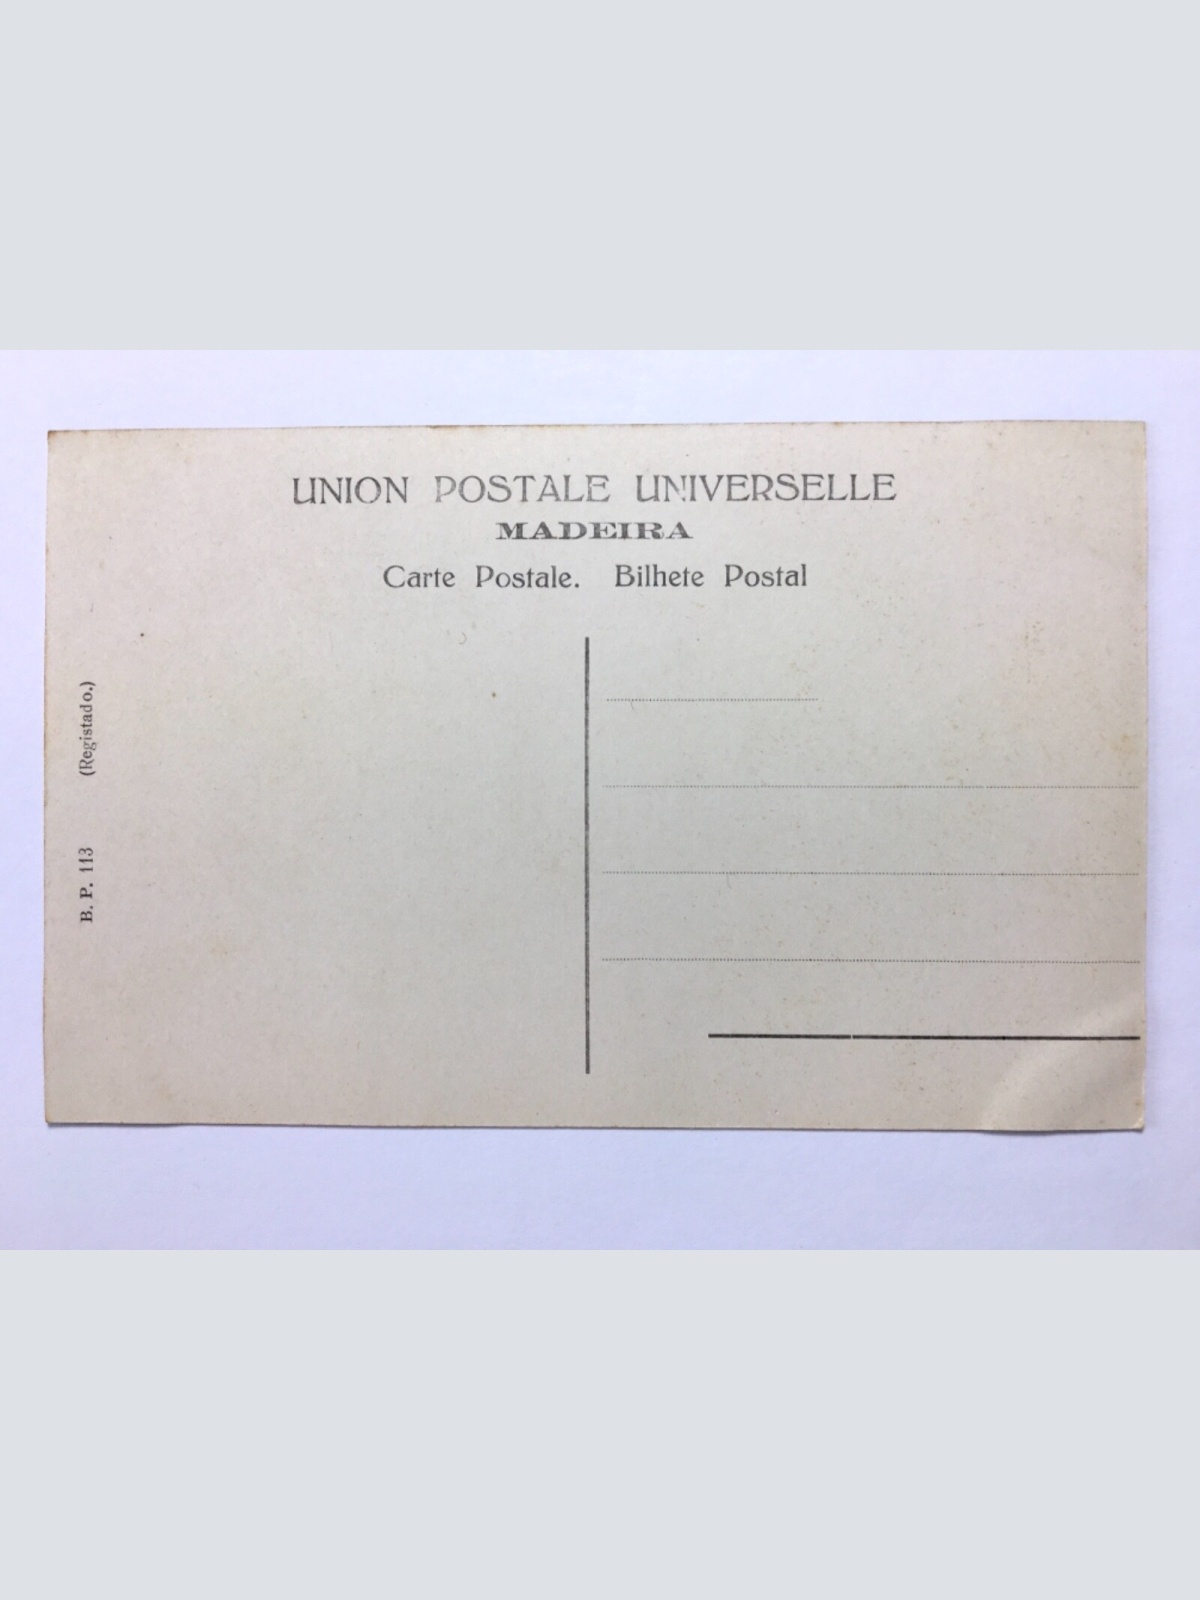 UNION POSTALE UNIVERSELLE
MADEIRA
Carte Postale. Bilhete Postal
B. P. 113 (Registado.)